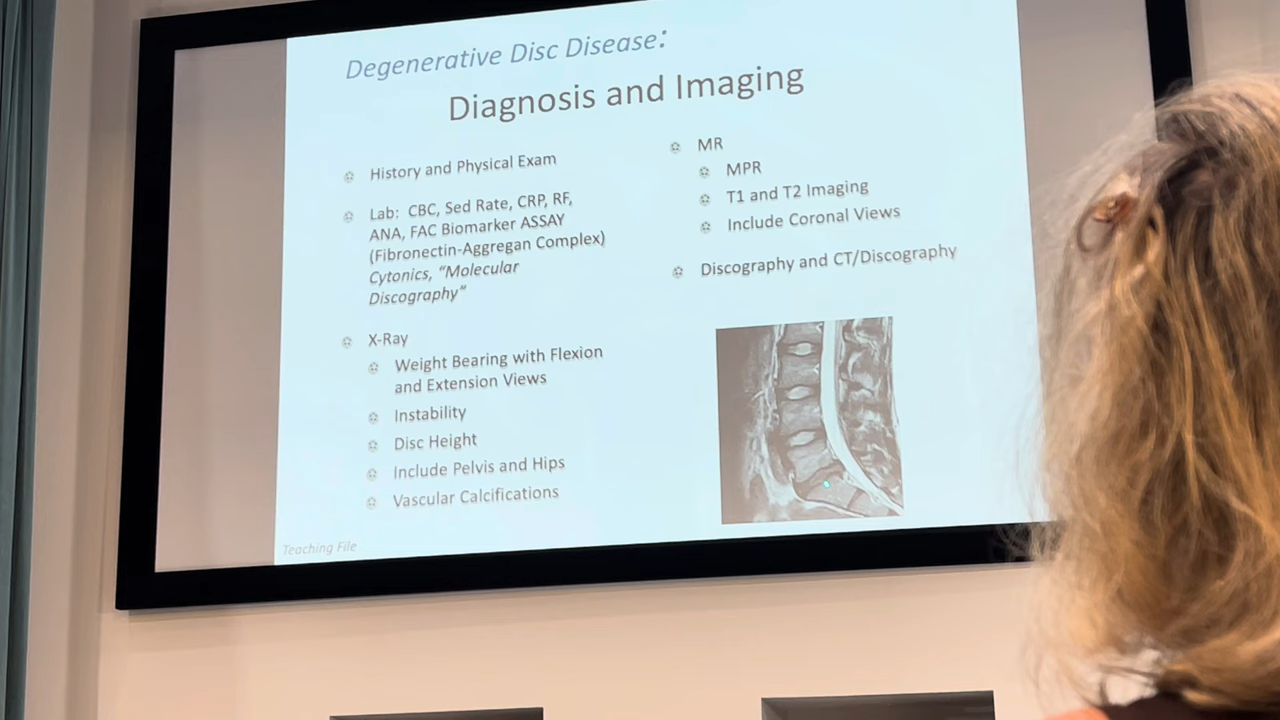 Degenerative Disc Disease:
Diagnosis and Imaging
History and Physical Exam
Lab: CBC, Sed Rate, CRP, RF,
ANA, FAC Biomarker ASSAY
(Fibronectin-Aggregan Complex)
Cytonics, “Molecular
Discography”
X-Ray
Weight Bearing with Flexion
and Extension Views
Instability
Disc Height
Include Pelvis and Hips
Vascular Calcifications
MR
MPR
T1 and T2 Imaging
Include Coronal Views
Discography and CT/Discography
Teaching File